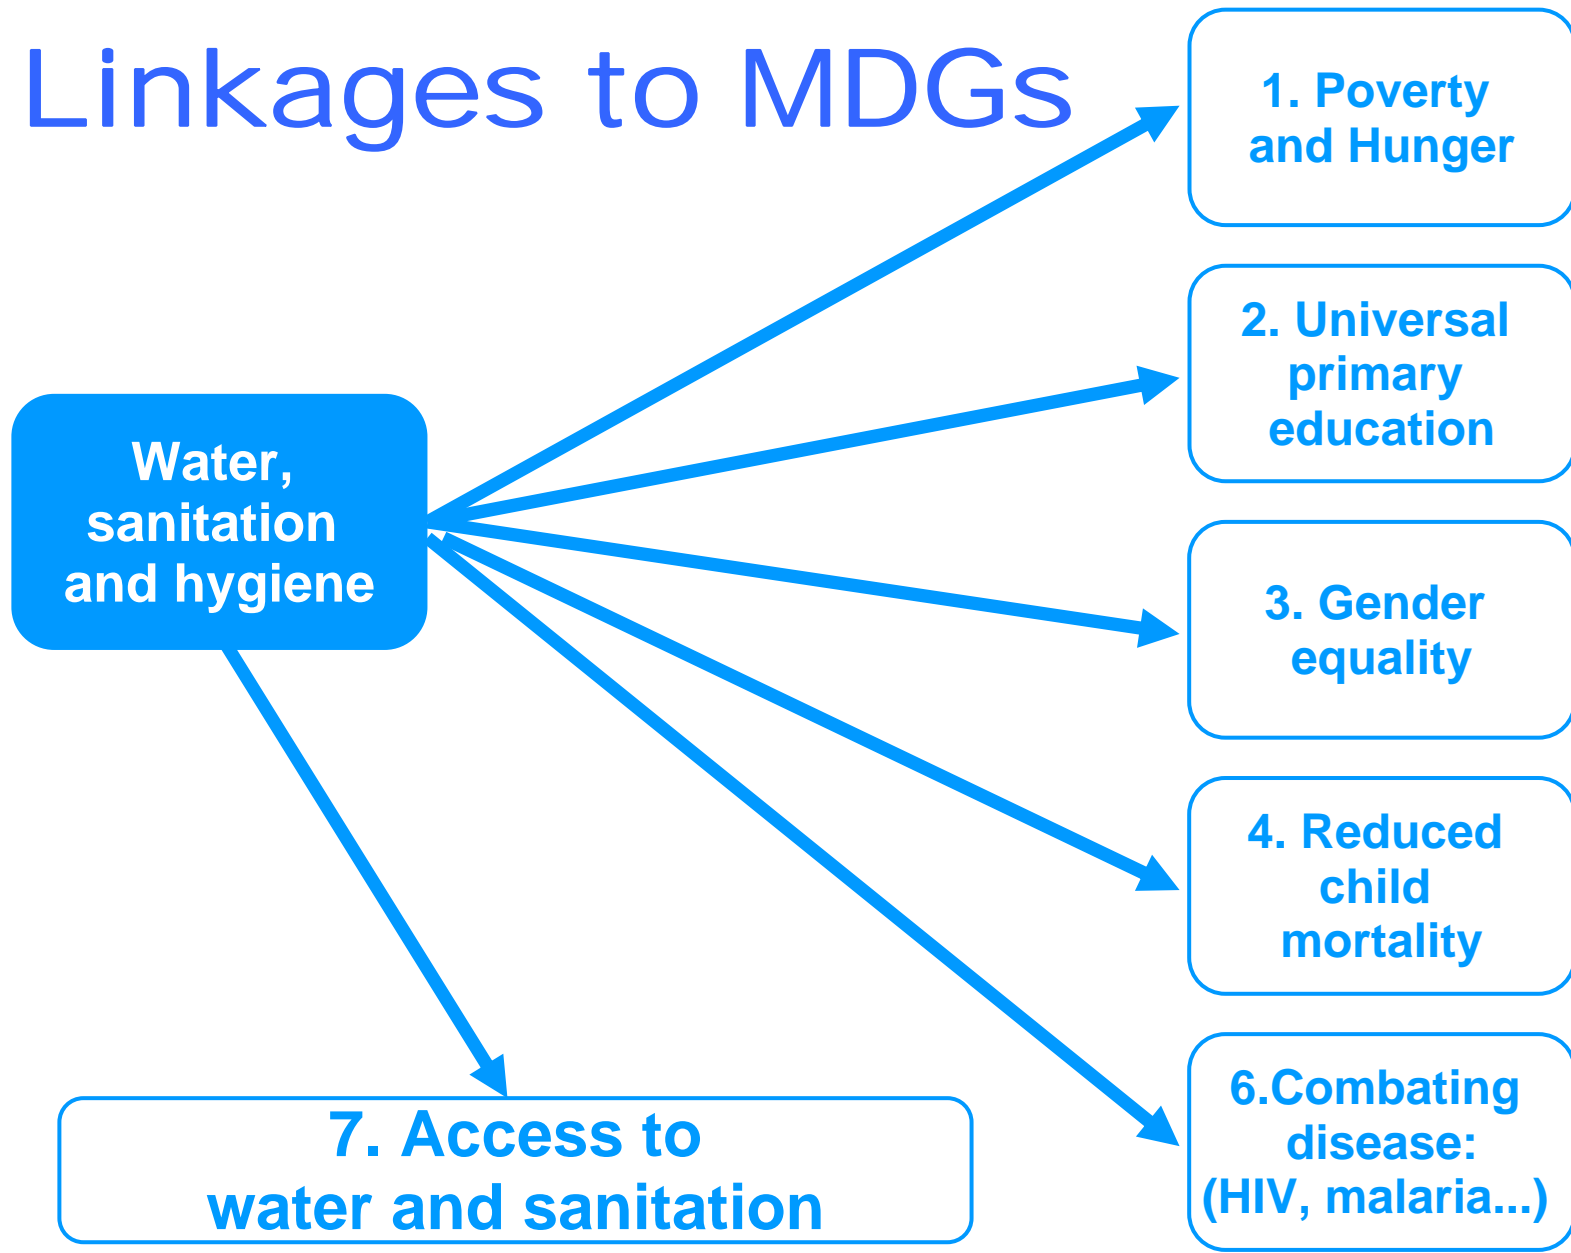 Linkages to MDGs
1. Poverty
and Hunger
2. Universal
primary
education
Water,
sanitation
and hygiene
3. Gender
equality
4. Reduced
child
mortality
6.Combating
disease:
(HIV, malaria...)
7. Access to
water and sanitation